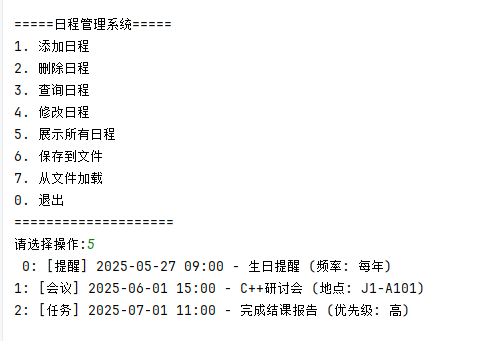 =====日程管理系统=====
1. 添加日程
2. 删除日程
3. 查询日程
4. 修改日程
5. 展示所有日程
6. 保存到文件
7. 从文件加载
0. 退出
====================
请选择操作:5
 0: [提醒] 2025-05-27 09:00 - 生日提醒 (频率: 每年)
1: [会议] 2025-06-01 15:00 - C++研讨会 (地点: J1-A101)
2: [任务] 2025-07-01 11:00 - 完成结课报告 (优先级: 高)